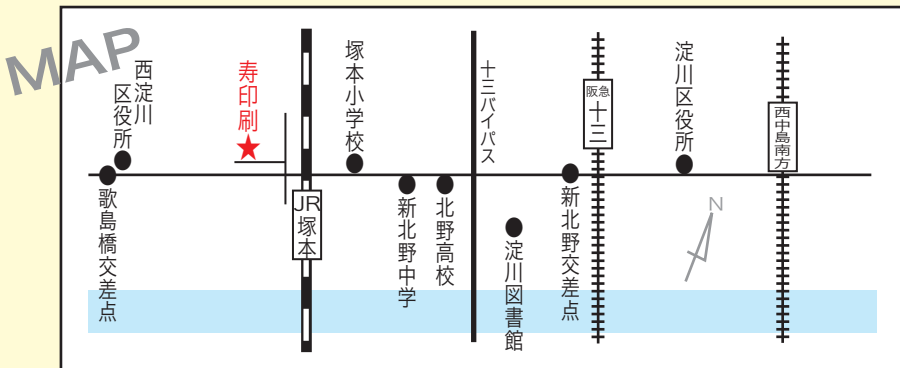 MAP
西淀川
区役所
歌島橋交差点
寿印刷
JR
塚本
塚本小学校
新北野中学
北野高校
十三バイパス
淀川図書館
新北野交差点
阪急
十三
淀川区役所
N
西中島南方